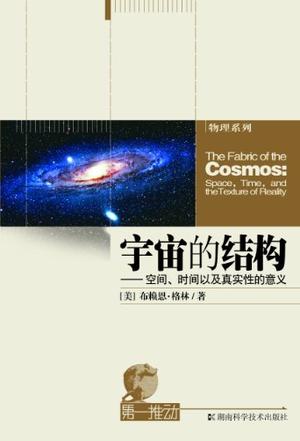 物理系列
The Fabric of the
Cosmos:
Space, Time, and
the Texture of Reality
宇宙的结构
——空间、时间以及真实性的意义
[美] 布赖恩·格林/著
第一推动
湖南科学技术出版社